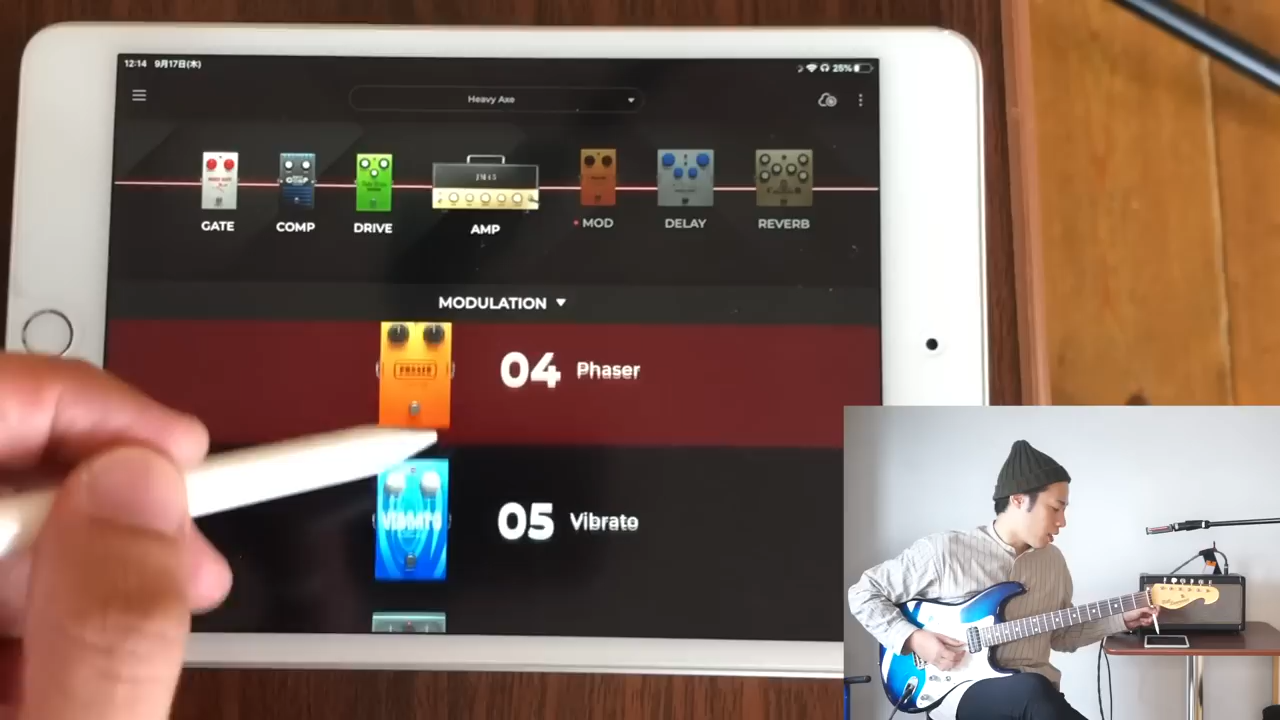 12:14 9月17日(木)
25%
Heavy Axe
GATE
COMP
DRIVE
AMP
MOD
DELAY
REVERB
MODULATION
PHASER
04 Phaser
VIBRATO
05 Vibrato